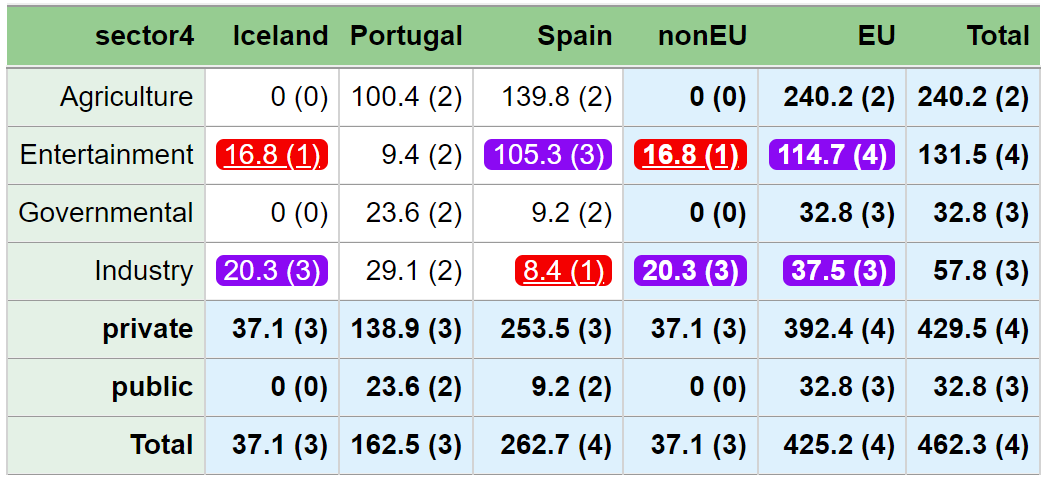 sector4 Iceland Portugal Spain nonEU EU Total
Agriculture 0 (0) 100.4 (2) 139.8 (2) 0 (0) 240.2 (2) 240.2 (2)
Entertainment 16.8 (1) 9.4 (2) 105.3 (3) 16.8 (1) 114.7 (4) 131.5 (4)
Governmental 0 (0) 23.6 (2) 9.2 (2) 0 (0) 32.8 (3) 32.8 (3)
Industry 20.3 (3) 29.1 (2) 8.4 (1) 20.3 (3) 37.5 (3) 57.8 (3)
private 37.1 (3) 138.9 (3) 253.5 (3) 37.1 (3) 392.4 (4) 429.5 (4)
public 0 (0) 23.6 (2) 9.2 (2) 0 (0) 32.8 (3) 32.8 (3)
Total 37.1 (3) 162.5 (3) 262.7 (4) 37.1 (3) 425.2 (4) 462.3 (4)